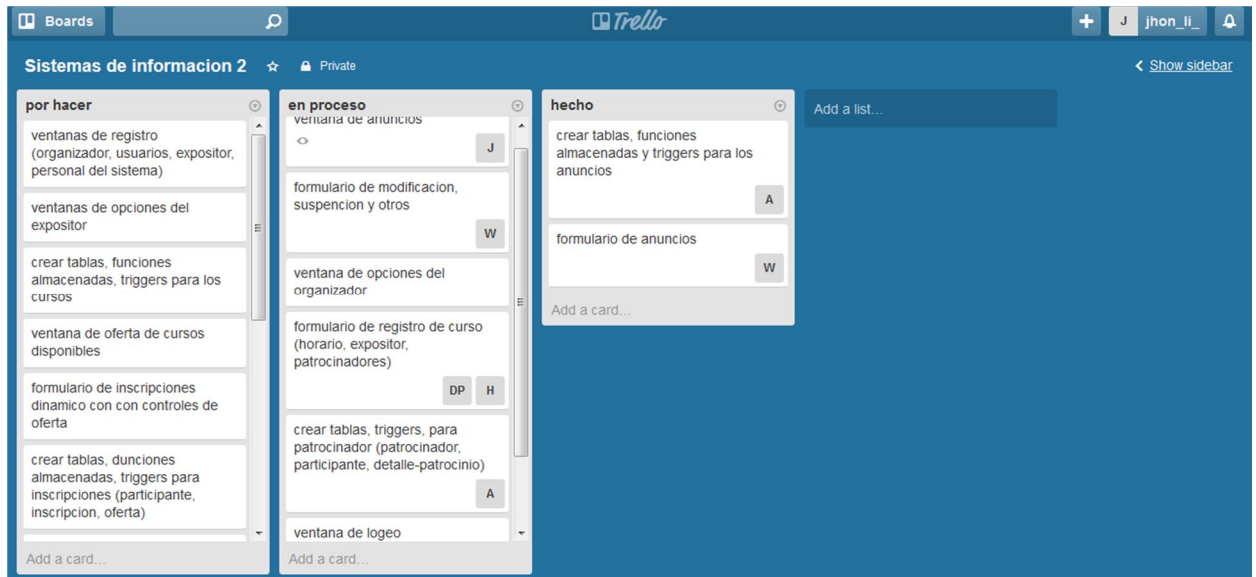 Boards
Trello
J jhon_li_
Sistemas de informacion 2
Private
Show sidebar
por hacer
ventanas de registro
(organizador, usuarios, expositor,
personal del sistema)
ventanas de opciones del
expositor
crear tablas, funciones
almacenadas, triggers para los
cursos
ventana de oferta de cursos
disponibles
formulario de inscripciones
dinamico con con controles de
oferta
crear tablas, dunciones
almacenadas, triggers para
inscripciones (participante,
inscripcion, oferta)
Add a card...
en proceso
ventana de anuncios
J
formulario de modificacion,
suspencion y otros
W
ventana de opciones del
organizador
formulario de registro de curso
(horario, expositor,
patrocinadores)
DP H
crear tablas, triggers, para
patrocinador (patrocinador,
participante, detalle-patrocinio)
A
ventana de logeo
Add a card...
hecho
crear tablas, funciones
almacenadas y triggers para los
anuncios
A
formulario de anuncios
W
Add a card...
Add a list...